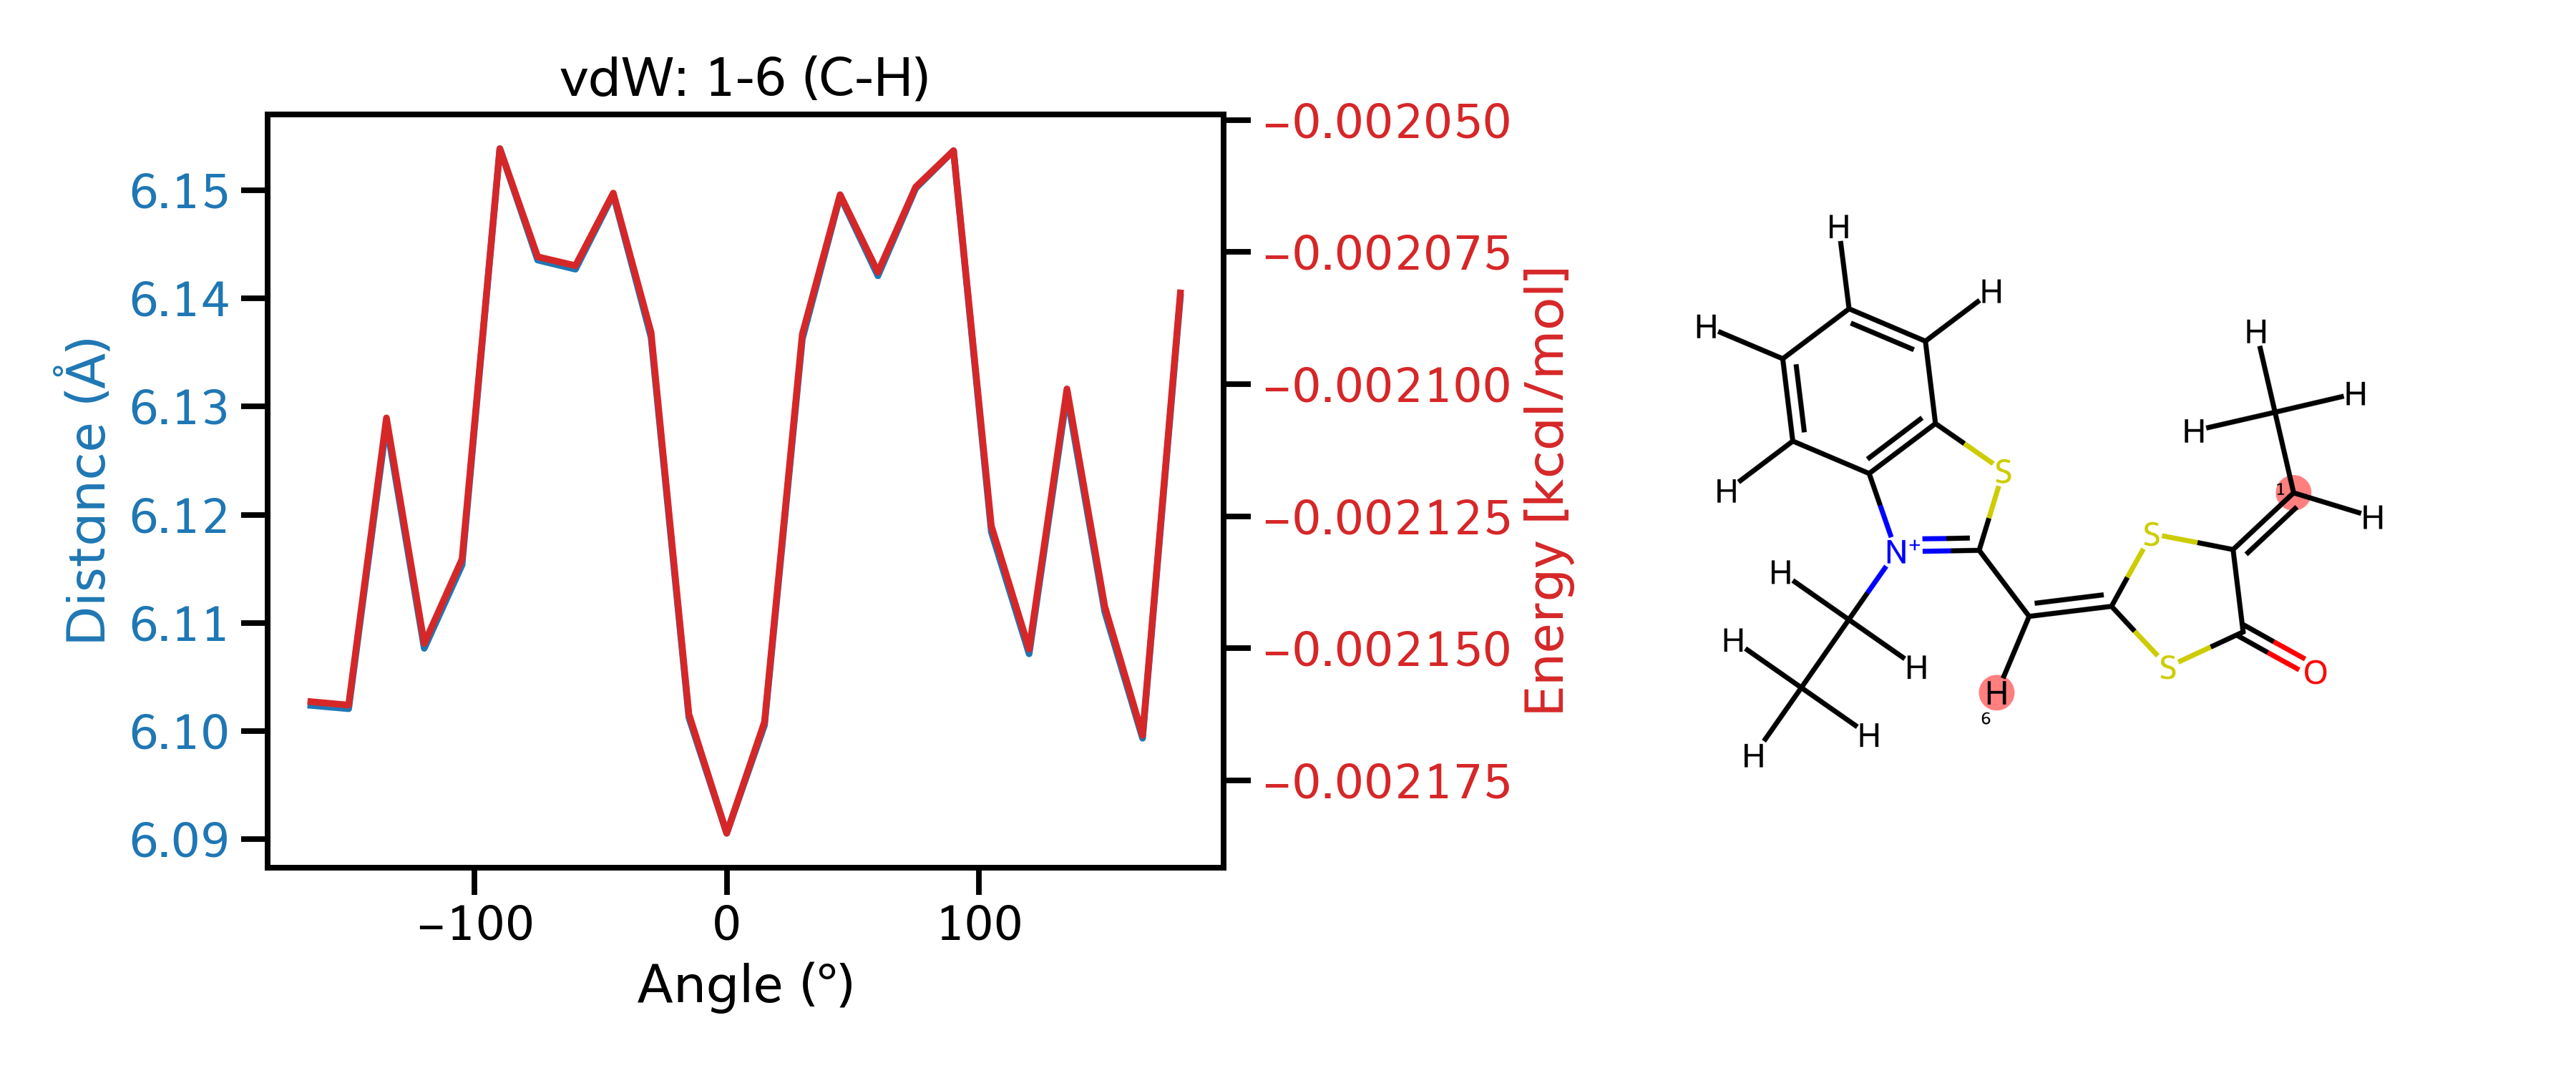 vdW: 1-6 (C-H)
Distance (Å)
6.15
6.14
6.13
6.12
6.11
6.10
6.09
−100
0
100
Angle (°)
−0.002050
−0.002075
−0.002100
−0.002125
−0.002150
−0.002175
Energy [kcal/mol]
H
H
H
H
H
H
H
S
1
H
S
N+
H
H
H
S
O
H
6
H
H